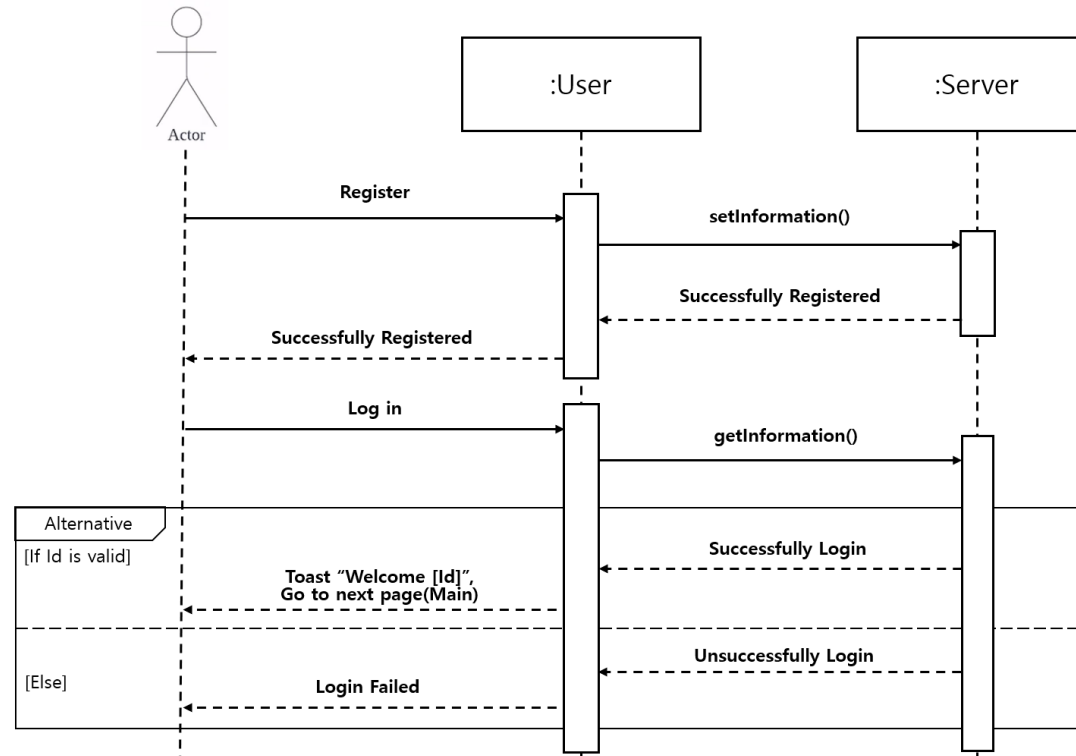 :User
:Server
Actor
Register
setInformation()
Successfully Registered
Successfully Registered
Log in
getInformation()
Alternative
[If Id is valid]
Successfully Login
Toast “Welcome [Id]”,
Go to next page(Main)
Unsuccessfully Login
[Else]
Login Failed